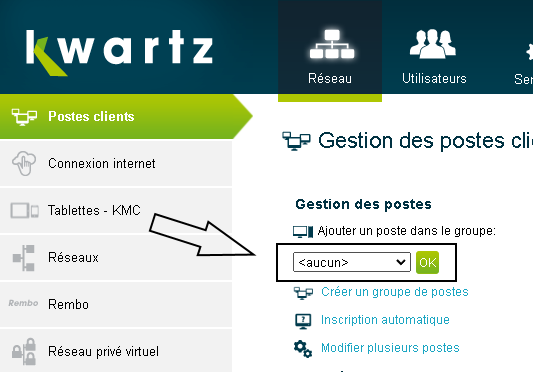 kwartz
Réseau
Utilisateurs
Postes clients
Connexion internet
Tablettes - KMC
Réseaux
Rembo
Rembo
Réseau privé virtuel
Gestion des postes
Gestion des postes
Ajouter un poste dans le groupe:
<aucun>
OK
Créer un groupe de postes
Inscription automatique
Modifier plusieurs postes